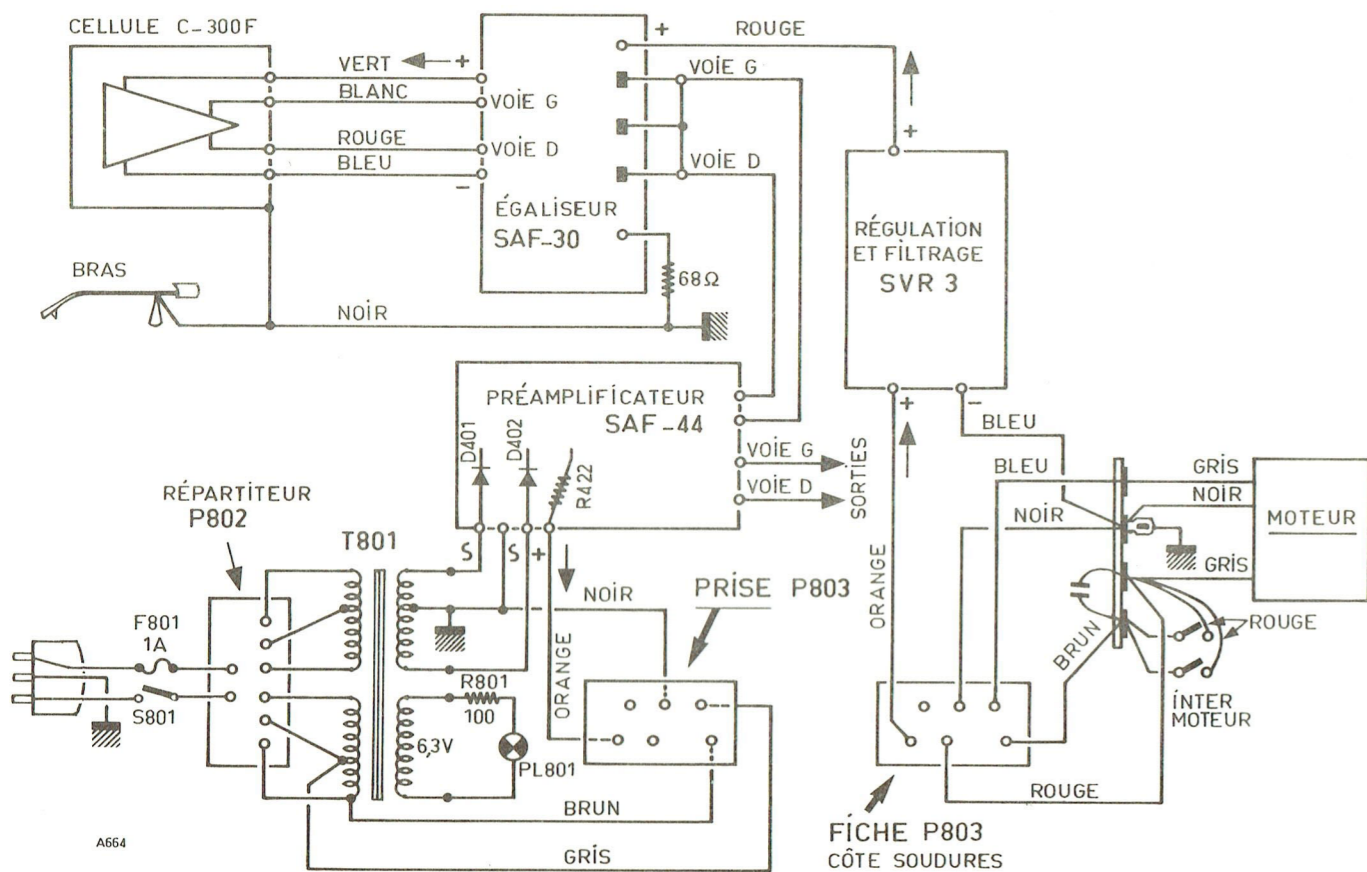 CELLULE C-300F
+
ROUGE
VERT
+
VOIE G
BLANC
VOIE G
+
ROUGE
VOIE D
VOIE D
BLEU
-
ÉGALISEUR
SAF-30
RÉGULATION
ET FILTRAGE
SVR 3
BRAS
68Ω
NOIR
+
-
PRÉAMPLIFICATEUR
SAF-44
BLEU
D401
D402
R422
VOIE G
VOIE D
SORTIES
BLEU
GRIS
NOIR
NOIR
MOTEUR
GRIS
RÉPARTITEUR
P802
T801
S
S
+
ORANGE
NOIR
PRISE P803
ORANGE
BRUN
ROUGE
INTER
MOTEUR
F801
1A
S801
R801
100
6,3V
PL801
BRUN
ROUGE
GRIS
FICHE P803
CÔTE SOUDURES
A664